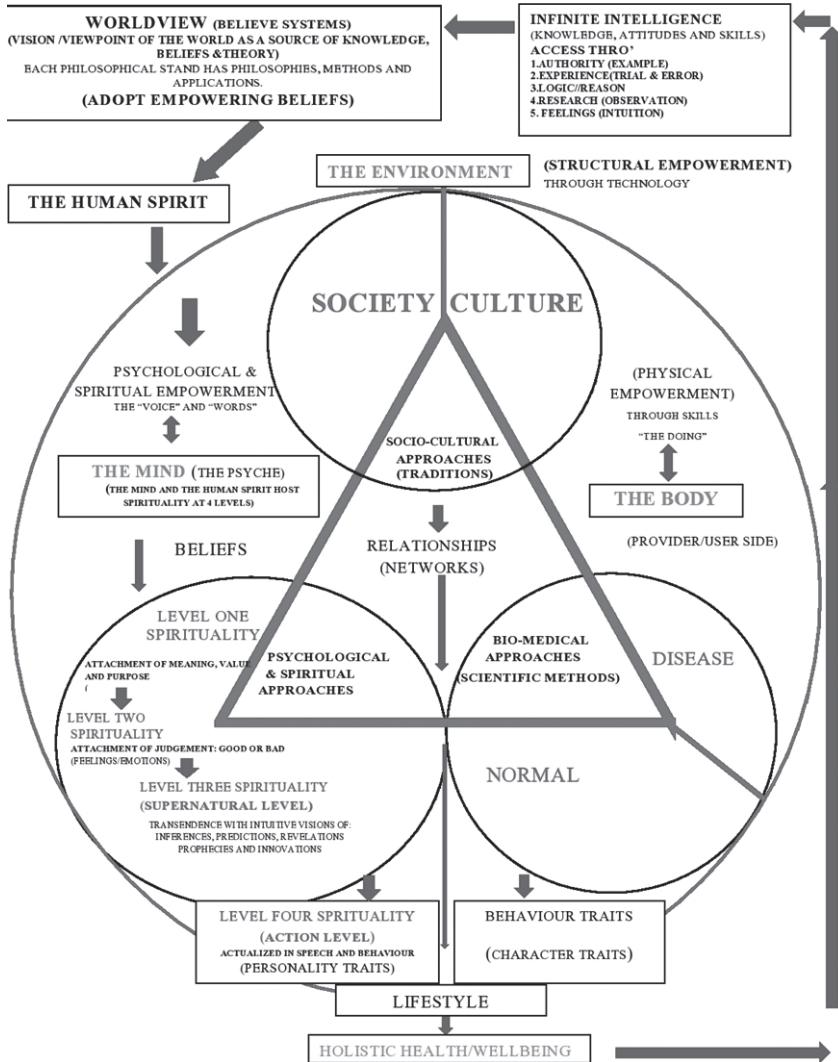 WORLDVIEW (BELIEVE SYSTEMS)
(VISION /VIEWPOINT OF THE WORLD AS A SOURCE OF KNOWLEDGE,
BELIEFS &THEORY)
EACH PHILOSOPHICAL STAND HAS PHILOSOPHIES, METHODS AND
APPLICATIONS.
(ADOPT EMPOWERING BELIEFS)
INFINITE INTELLIGENCE
(KNOWLEDGE, ATTITUDES AND SKILLS)
ACCESS THRO'
1.AUTHORITY (EXAMPLE)
2.EXPERIENCE(TRIAL & ERROR)
3.LOGIC//REASON
4.RESEARCH (OBSERVATION)
5. FEELINGS (INTUITION)
THE ENVIRONMENT
(STRUCTURAL EMPOWERMENT)
THROUGH TECHNOLOGY
THE HUMAN SPIRIT
SOCIETY CULTURE
PSYCHOLOGICAL &
SPIRITUAL EMPOWERMENT
THE "VOICE" AND "WORDS"
(PHYSICAL
EMPOWERMENT)
THROUGH SKILLS
"THE DOING"
SOCIO-CULTURAL
APPROACHES
(TRADITIONS)
THE MIND (THE PSYCHE)
(THE MIND AND THE HUMAN SPIRIT HOST
SPIRITUALITY AT 4 LEVELS)
THE BODY
(PROVIDER/USER SIDE)
BELIEFS
RELATIONSHIPS
(NETWORKS)
LEVEL ONE
SPIRITUALITY
ATTACHMENT OF MEANING, VALUE
AND PURPOSE
(
PSYCHOLOGICAL
& SPIRITUAL
APPROACHES
BIO-MEDICAL
APPROACHES
(SCIENTIFIC METHODS)
DISEASE
LEVEL TWO
SPIRITUALITY
ATTACHMENT OF JUDGEMENT: GOOD OR BAD
(FEELINGS/EMOTIONS)
LEVEL THREE SPIRITUALITY
(SUPERNATURAL LEVEL)
TRANSENDENCE WITH INTUITIVE VISIONS OF:
INFERENCES, PREDICTIONS, REVELATIONS
PROPHECIES AND INNOVATIONS
NORMAL
LEVEL FOUR SPRITUALITY
(ACTION LEVEL)
ACTUALIZED IN SPEECH AND BEHAVIOUR
(PERSONALITY TRAITS)
BEHAVIOUR TRAITS
(CHARACTER TRAITS)
LIFESTYLE
HOLISTIC HEALTH/WELLBEING